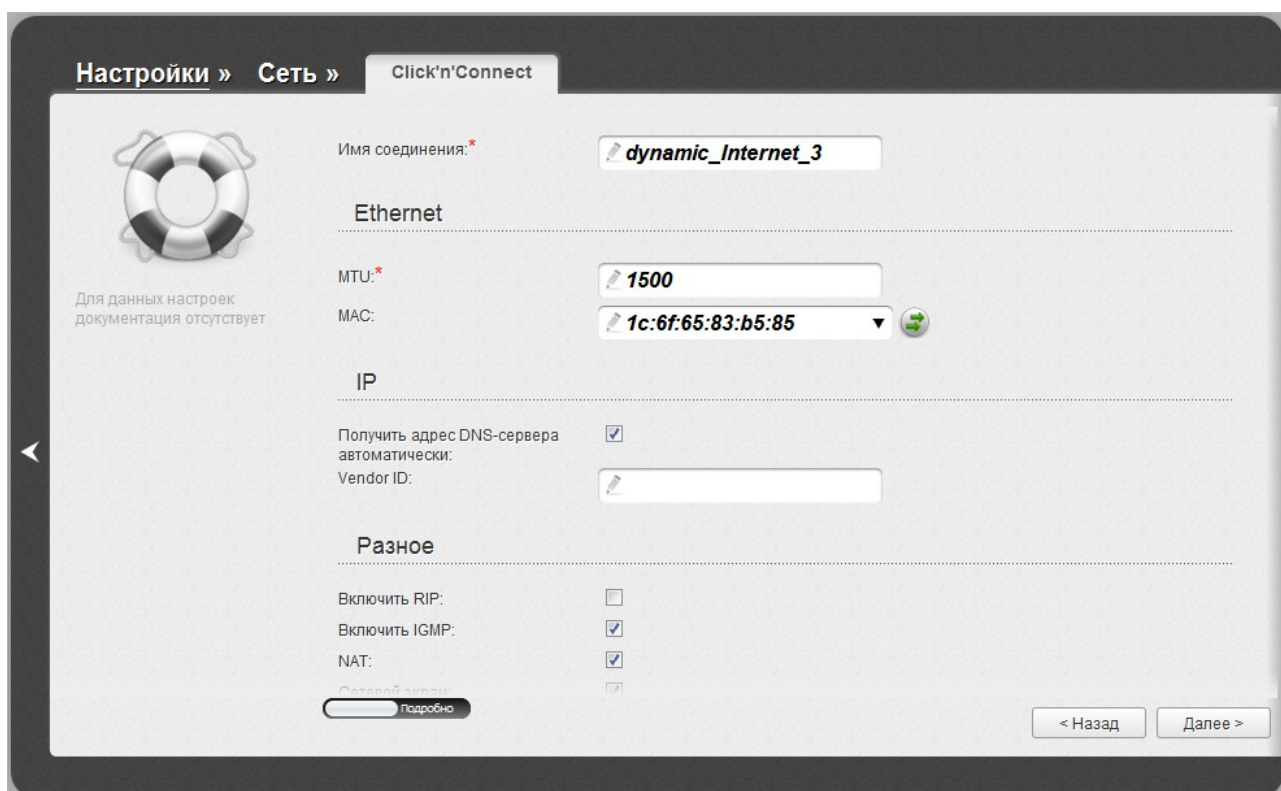 Настройки » Сеть » Click'n'Connect
Имя соединения:* dynamic_Internet_3
Ethernet
MTU:* 1500
MAC: 1c:6f:65:83:b5:85
Для данных настроек
документация отсутствует
IP
Получить адрес DNS-сервера
автоматически:
Vendor ID:
Разное
Включить RIP:
Включить IGMP:
NAT:
Сетевой экран:
Подробно
< Назад Далее >